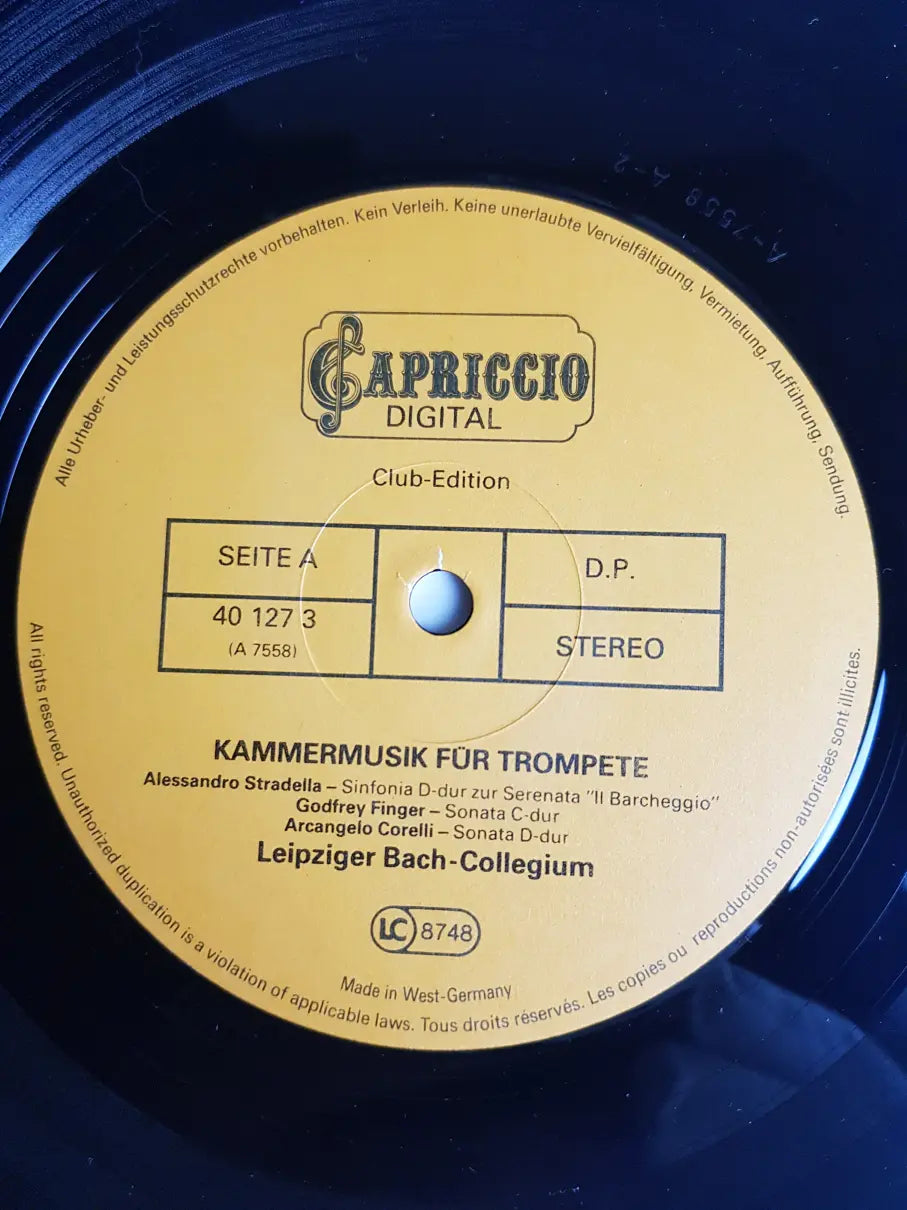 Alle Urheber- und Leistungsschutzrechte vorbehalten. Kein Verleih. Keine unerlaubte Vervielfältigung, Vermietung, Aufführung, Sendung.
A-7558 A-2
CAPRICCIO
DIGITAL
Club-Edition
SEITE A
D.P.
40 127 3
(A 7558)
STEREO
KAMMERMUSIK FÜR TROMPETE
Alessandro Stradella – Sinfonia D-dur zur Serenata "Il Barcheggio"
Godfrey Finger – Sonata C-dur
Arcangelo Corelli – Sonata D-dur
Leipziger Bach-Collegium
LC 8748
Made in West-Germany
All rights reserved. Unauthorized duplication is a violation of applicable laws. Tous droits réservés. Les copies ou reproductions non-autorisées sont illicites.